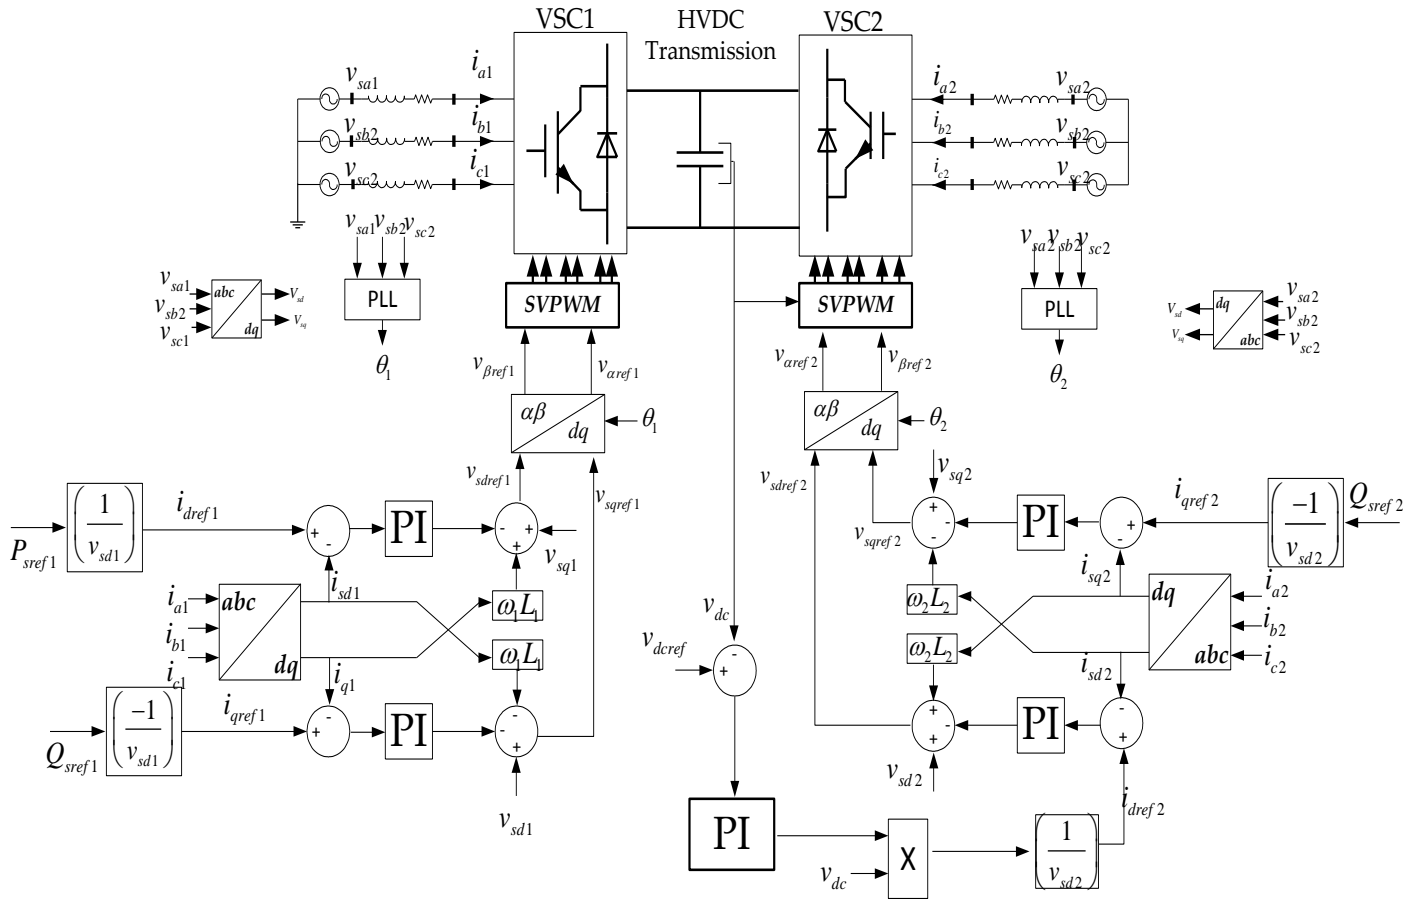 VSC1
HVDC
Transmission
VSC2
v_sa1
i_a1
v_sb2
i_b1
v_sc2
i_c1
i_a2
v_sa2
i_b2
v_sb2
i_c2
v_sc2
v_sa1 v_sb2 v_sc2
PLL
θ_1
v_sa1
v_sb2
v_sc1
abc
dq
V_sd
V_sq
SVPWM
SVPWM
v_sa2 v_sb2 v_sc2
PLL
θ_2
V_sd
V_sq
dq
abc
v_sa2
v_sb2
v_sc2
v_βref1
v_αref1
αβ
dq
θ_1
v_αref2
v_βref2
αβ
dq
θ_2
v_sdref1
v_sqref1
v_sdref2
v_sqref2
P_sref1
(1/v_sd1)
i_dref1
+
-
PI
-
+
+
v_sq1
i_sd1
i_a1
i_b1
i_c1
abc
dq
ω_1L_1
ω_1L_1
i_q1
Q_sref1
(-1/v_sd1)
i_qref1
+
-
PI
-
-
+
v_sd1
v_sq2
+
-
-
PI
+
-
i_qref2
(-1/v_sd2)
Q_sref2
i_sq2
ω_2L_2
ω_2L_2
dq
abc
i_a2
i_b2
i_c2
i_sd2
+
-
+
v_sd2
PI
-
+
i_dref2
v_dc
v_dcref
+
-
PI
v_dc
X
(1/v_sd2)